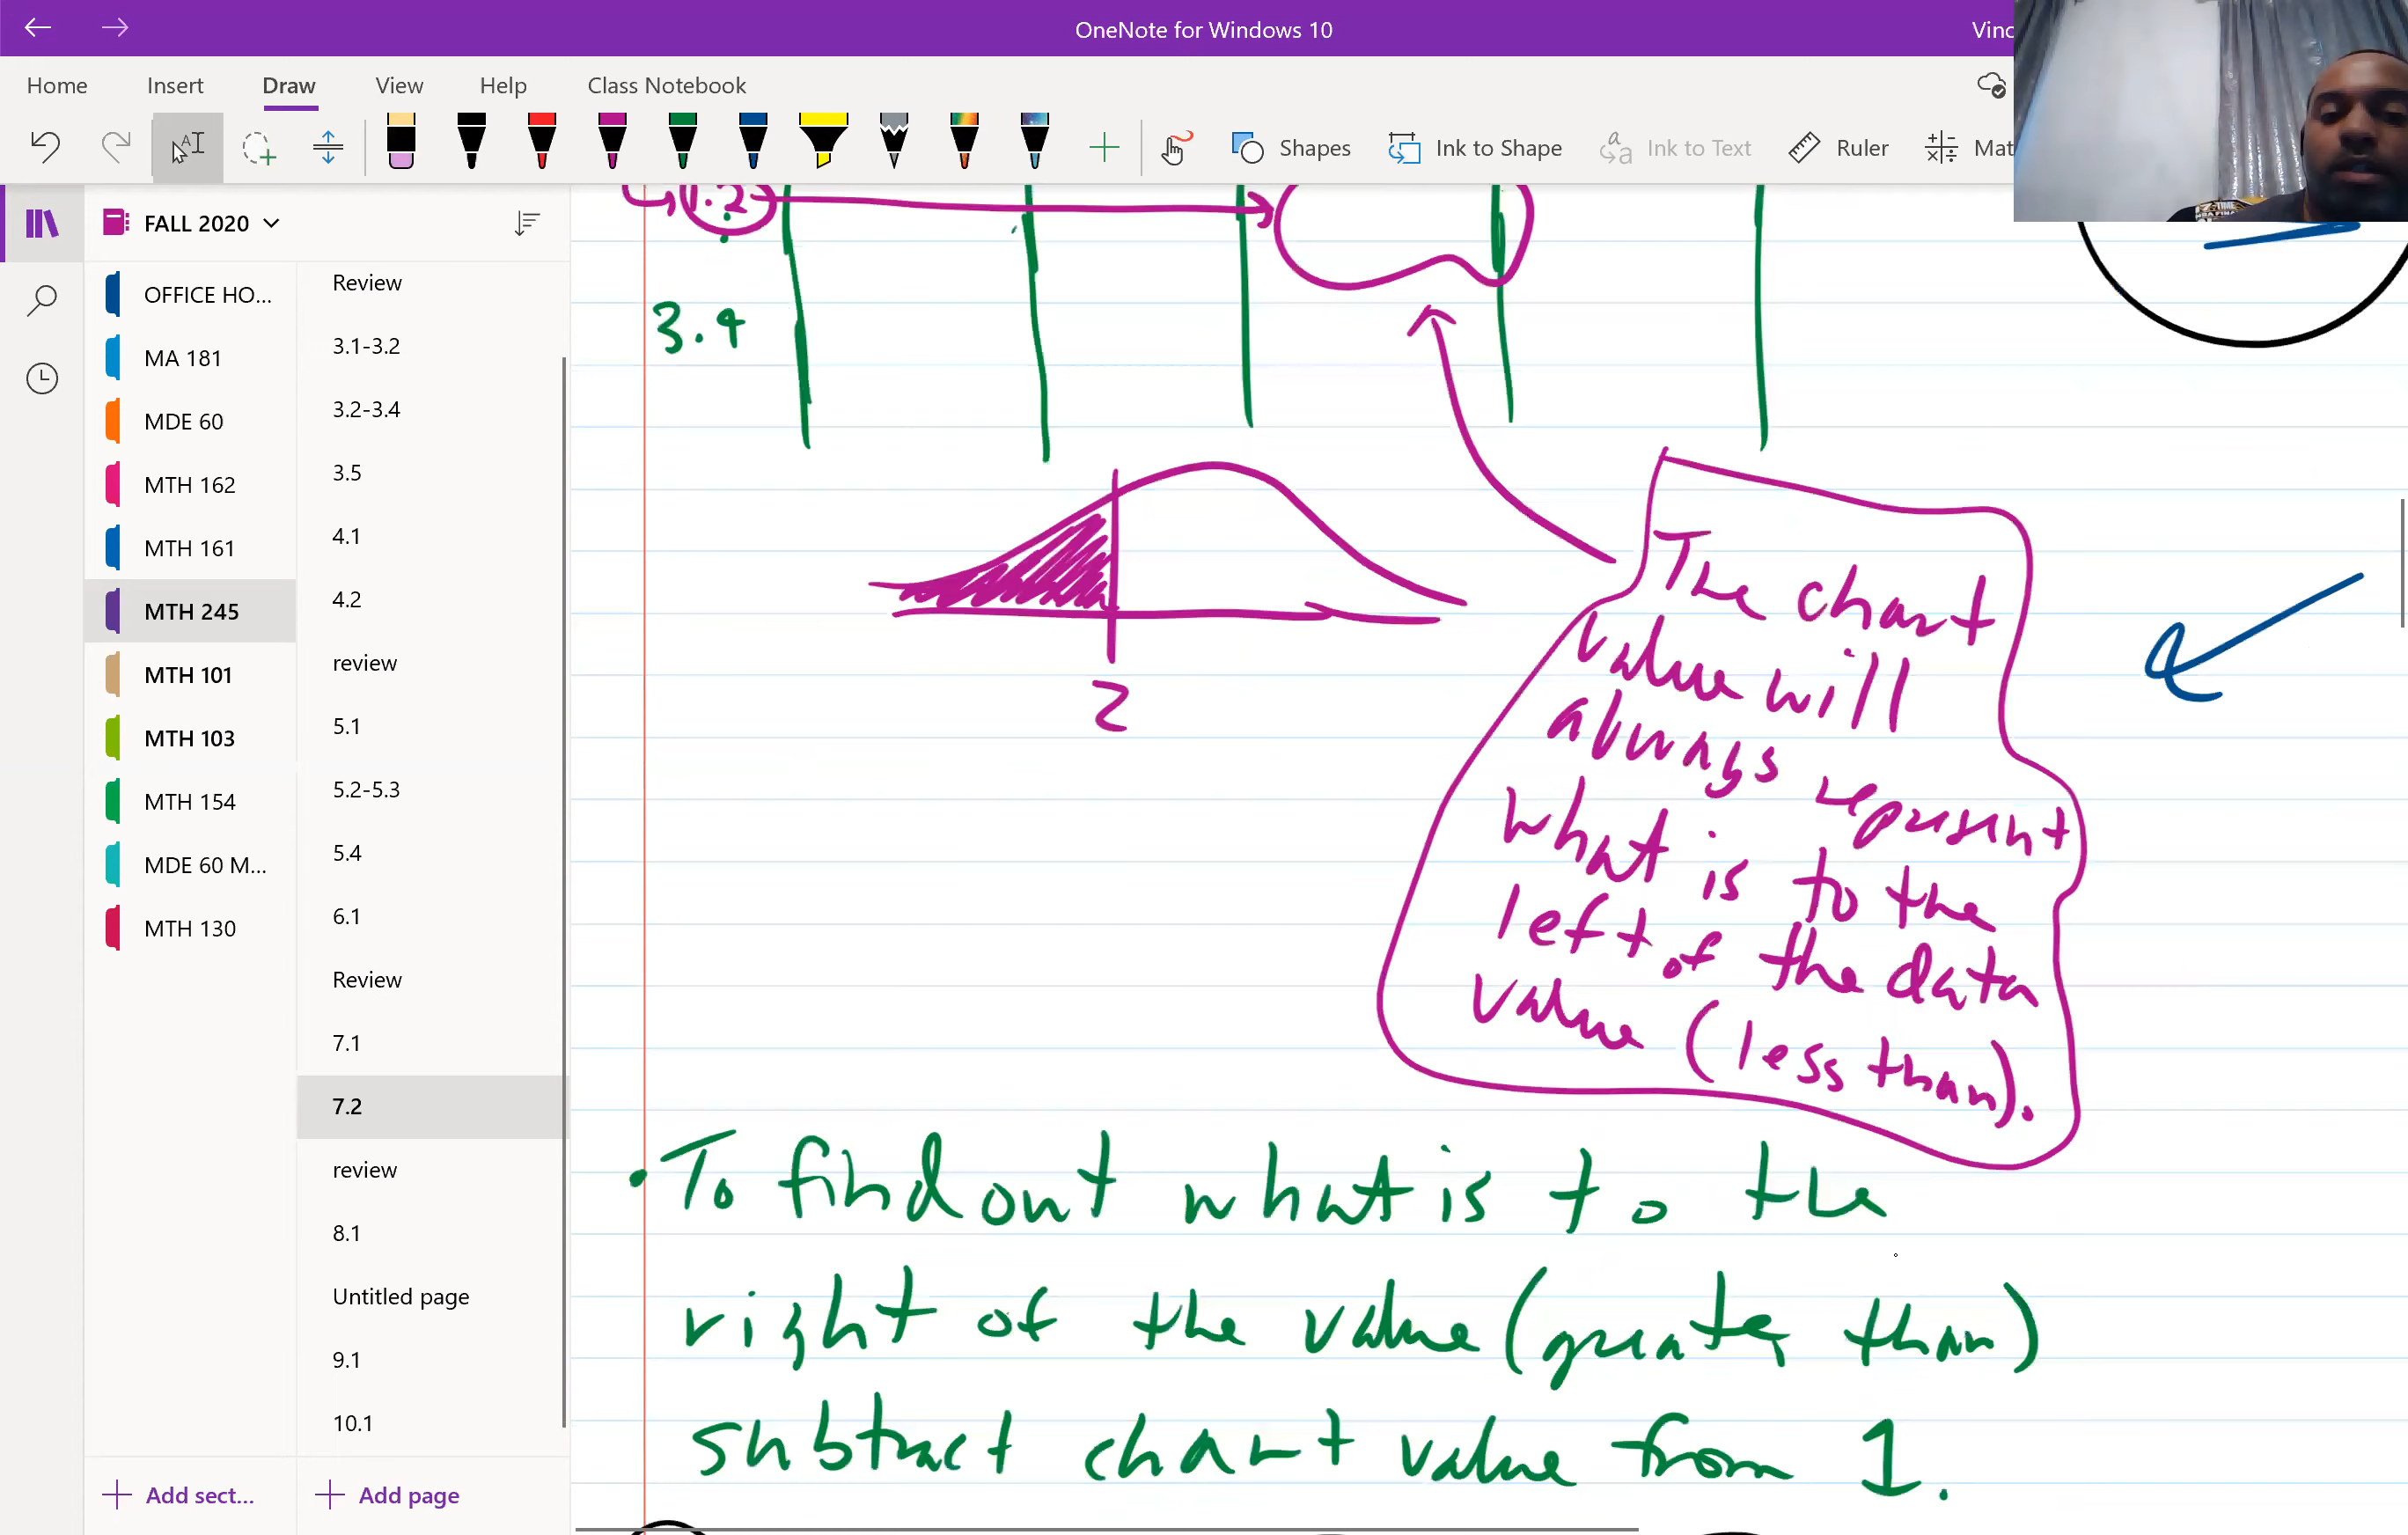 OneNote for Windows 10
Vinc
Home Insert Draw View Help Class Notebook
Shapes Ink to Shape Ink to Text Ruler Mat
FALL 2020
OFFICE HO...
MA 181
MDE 60
MTH 162
MTH 161
MTH 245
MTH 101
MTH 103
MTH 154
MDE 60 M...
MTH 130
Add sect...
Review
3.1-3.2
3.2-3.4
3.5
4.1
4.2
review
5.1
5.2-5.3
5.4
6.1
Review
7.1
7.2
review
8.1
Untitled page
9.1
10.1
Add page
1.2
3.4
Z
The chart
value will
always represent
what is to the
left of the data
value (less than).
• To find out what is to the
right of the value (greater than)
subtract chart value from 1.